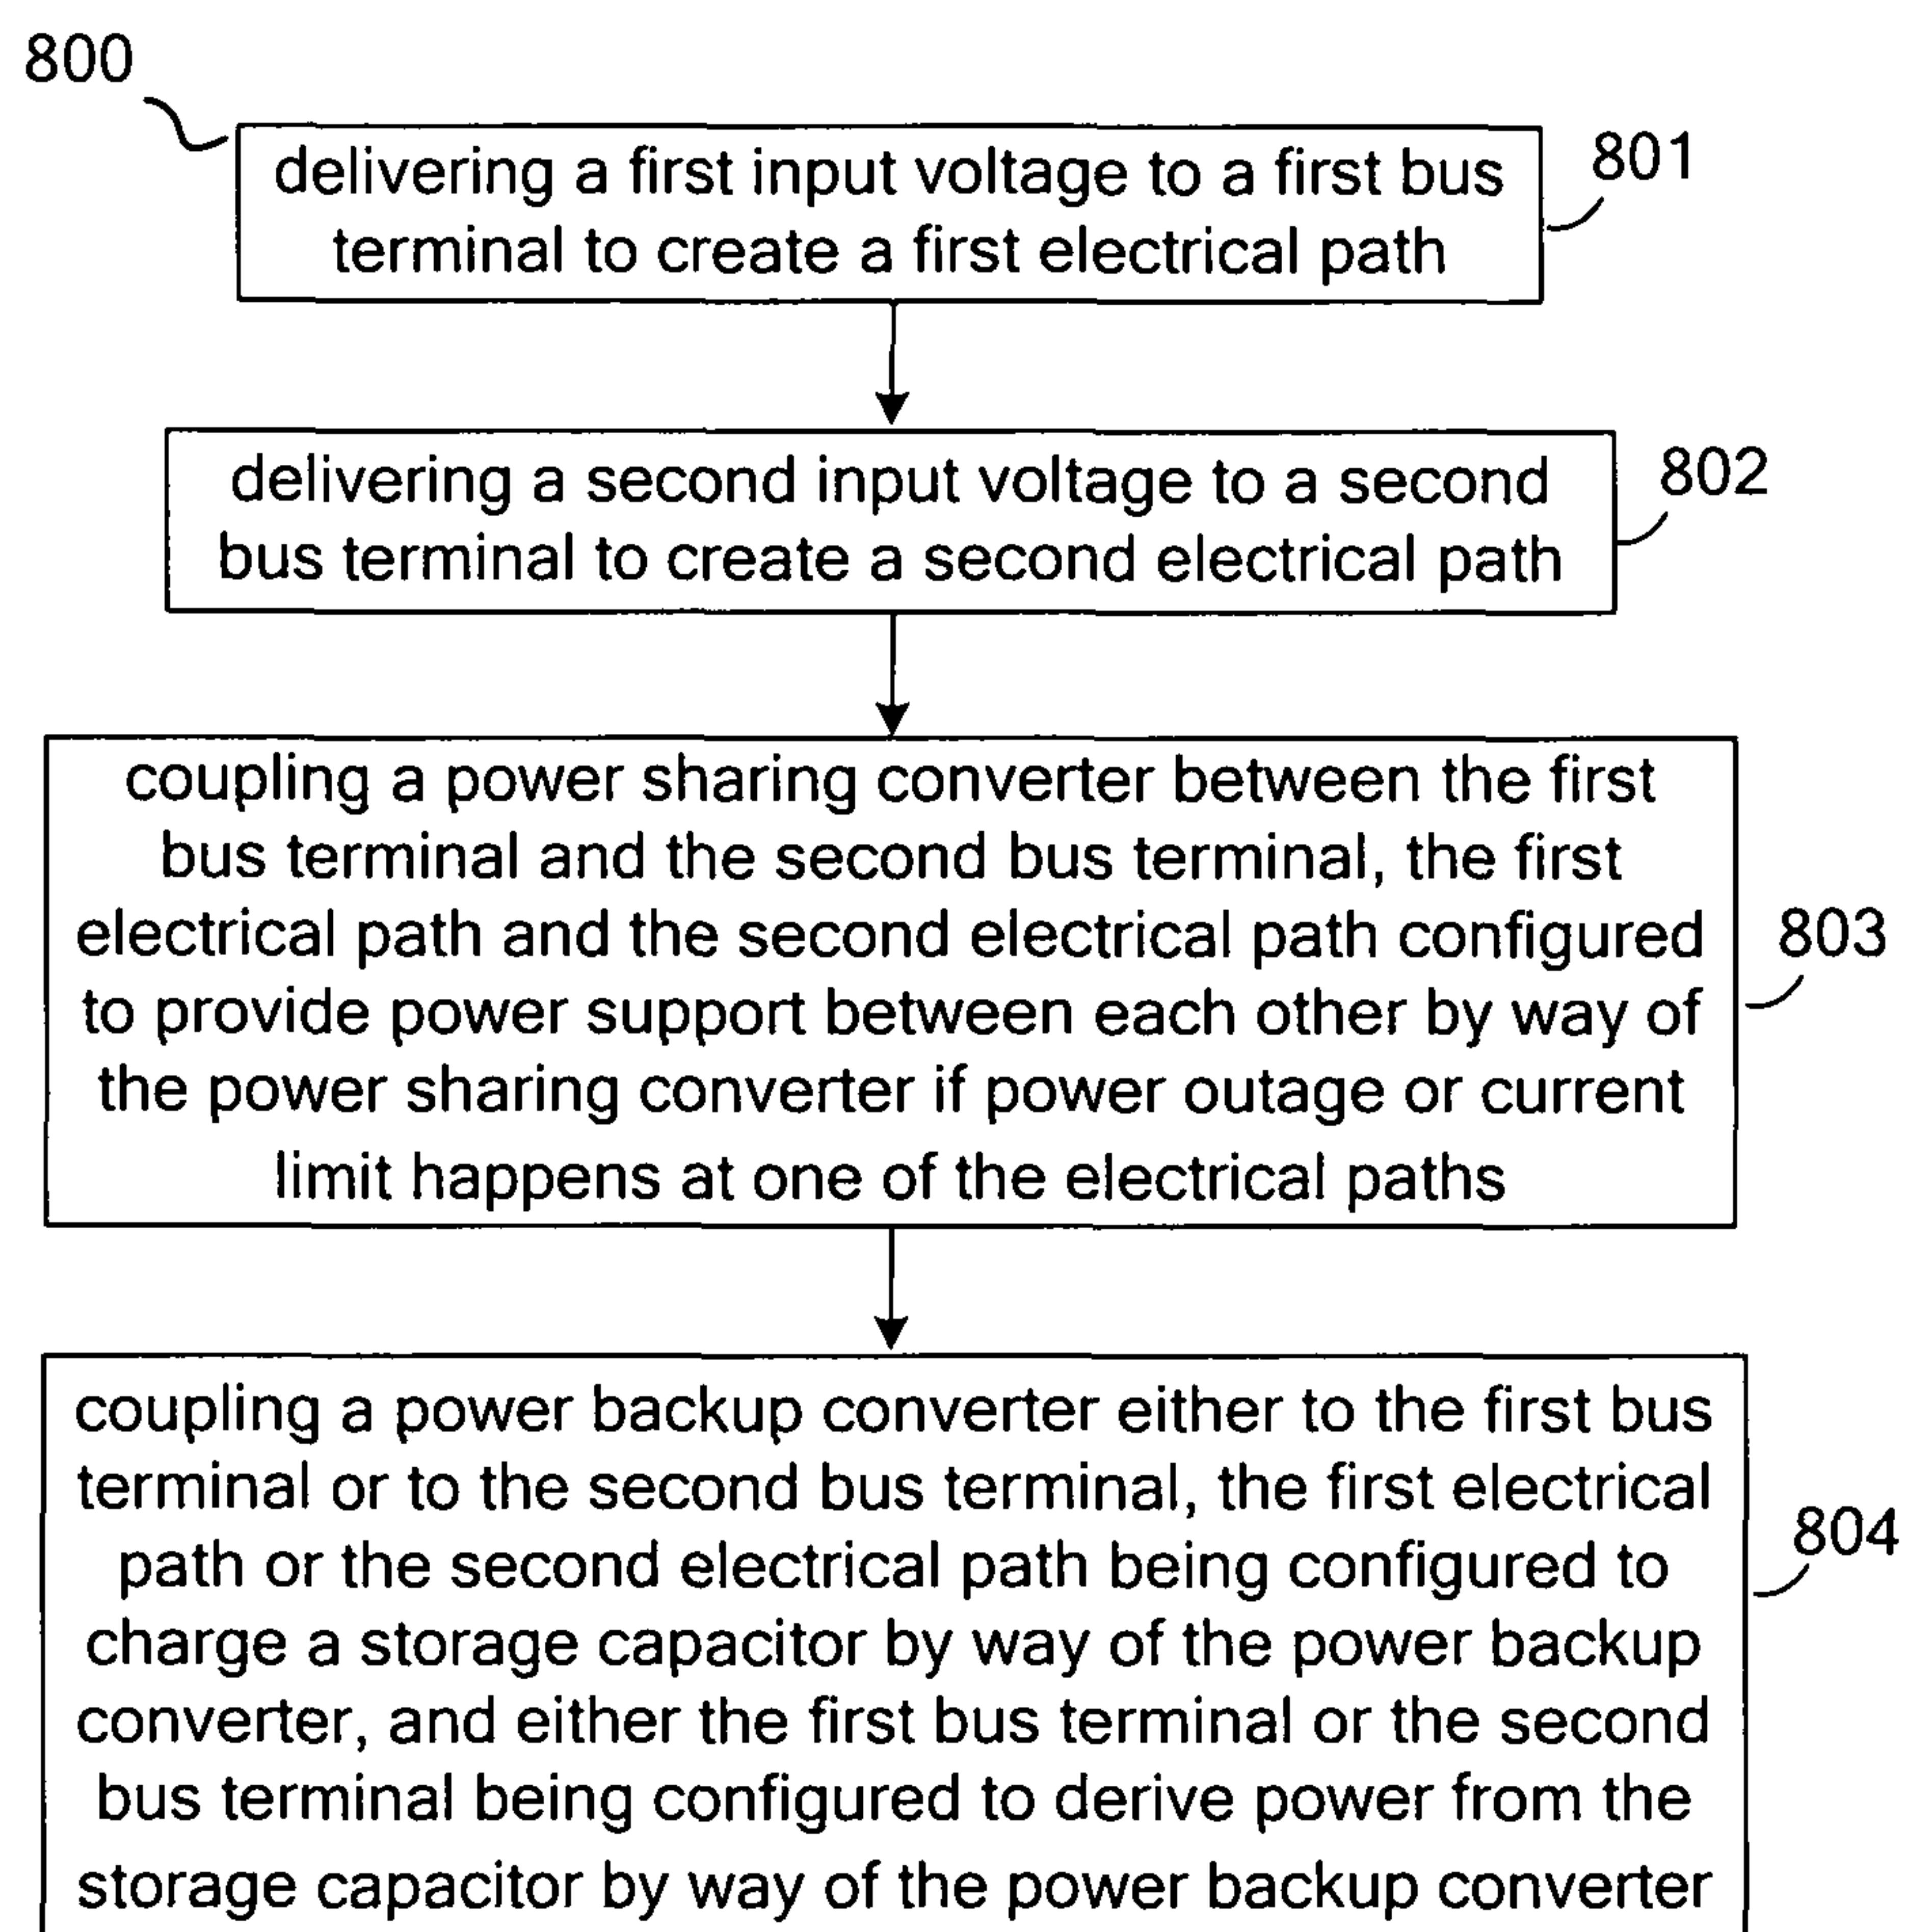 800
delivering a first input voltage to a first bus
terminal to create a first electrical path
801
delivering a second input voltage to a second
bus terminal to create a second electrical path
802
coupling a power sharing converter between the first
bus terminal and the second bus terminal, the first
electrical path and the second electrical path configured
to provide power support between each other by way of
the power sharing converter if power outage or current
limit happens at one of the electrical paths
803
coupling a power backup converter either to the first bus
terminal or to the second bus terminal, the first electrical
path or the second electrical path being configured to
charge a storage capacitor by way of the power backup
converter, and either the first bus terminal or the second
bus terminal being configured to derive power from the
storage capacitor by way of the power backup converter
804